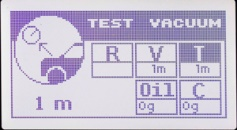 TEST VACUUM
R V T
1m 1m
Oil C
1 m 0g 0g